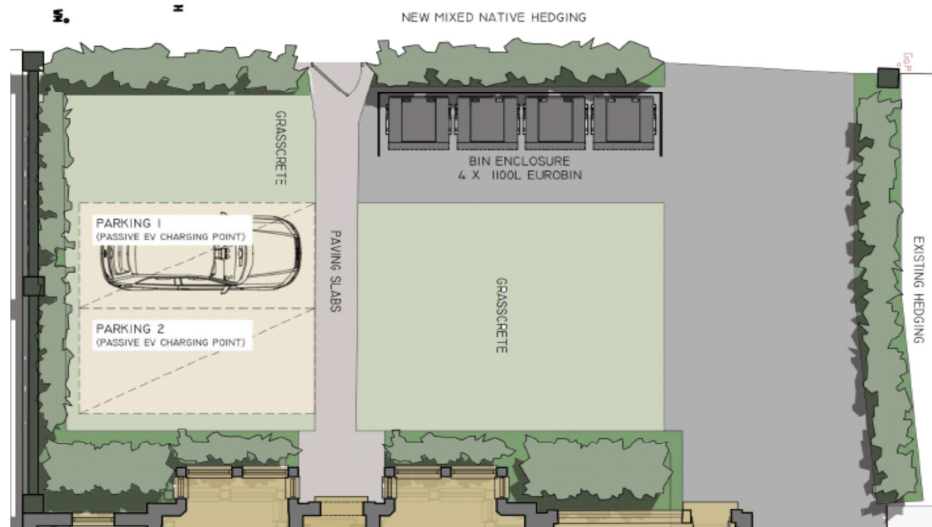 NEW MIXED NATIVE HEDGING
GoP
GRASSCRETE
BIN ENCLOSURE
4 X 1100L EUROBIN
PARKING 1
(PASSIVE EV CHARGING POINT)
PAVING SLABS
EXISTING HEDGING
GRASSCRETE
PARKING 2
(PASSIVE EV CHARGING POINT)